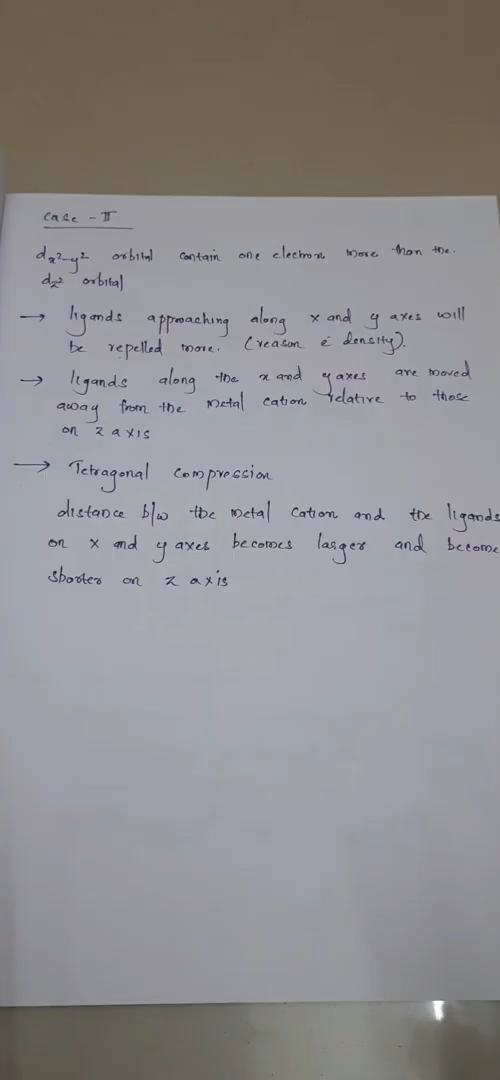 Case - II
dx²-y² orbital contain one electron more than the
dz² orbital
→ ligands approaching along x and y axes will
be repelled more. (reason e density).
→ ligands along the x and y axes are moved
away from the metal cation relative to those
on z axis
→ Tetragonal compression
distance b/w the metal cation and the ligands
on x and y axes becomes larger and become
shorter on z axis